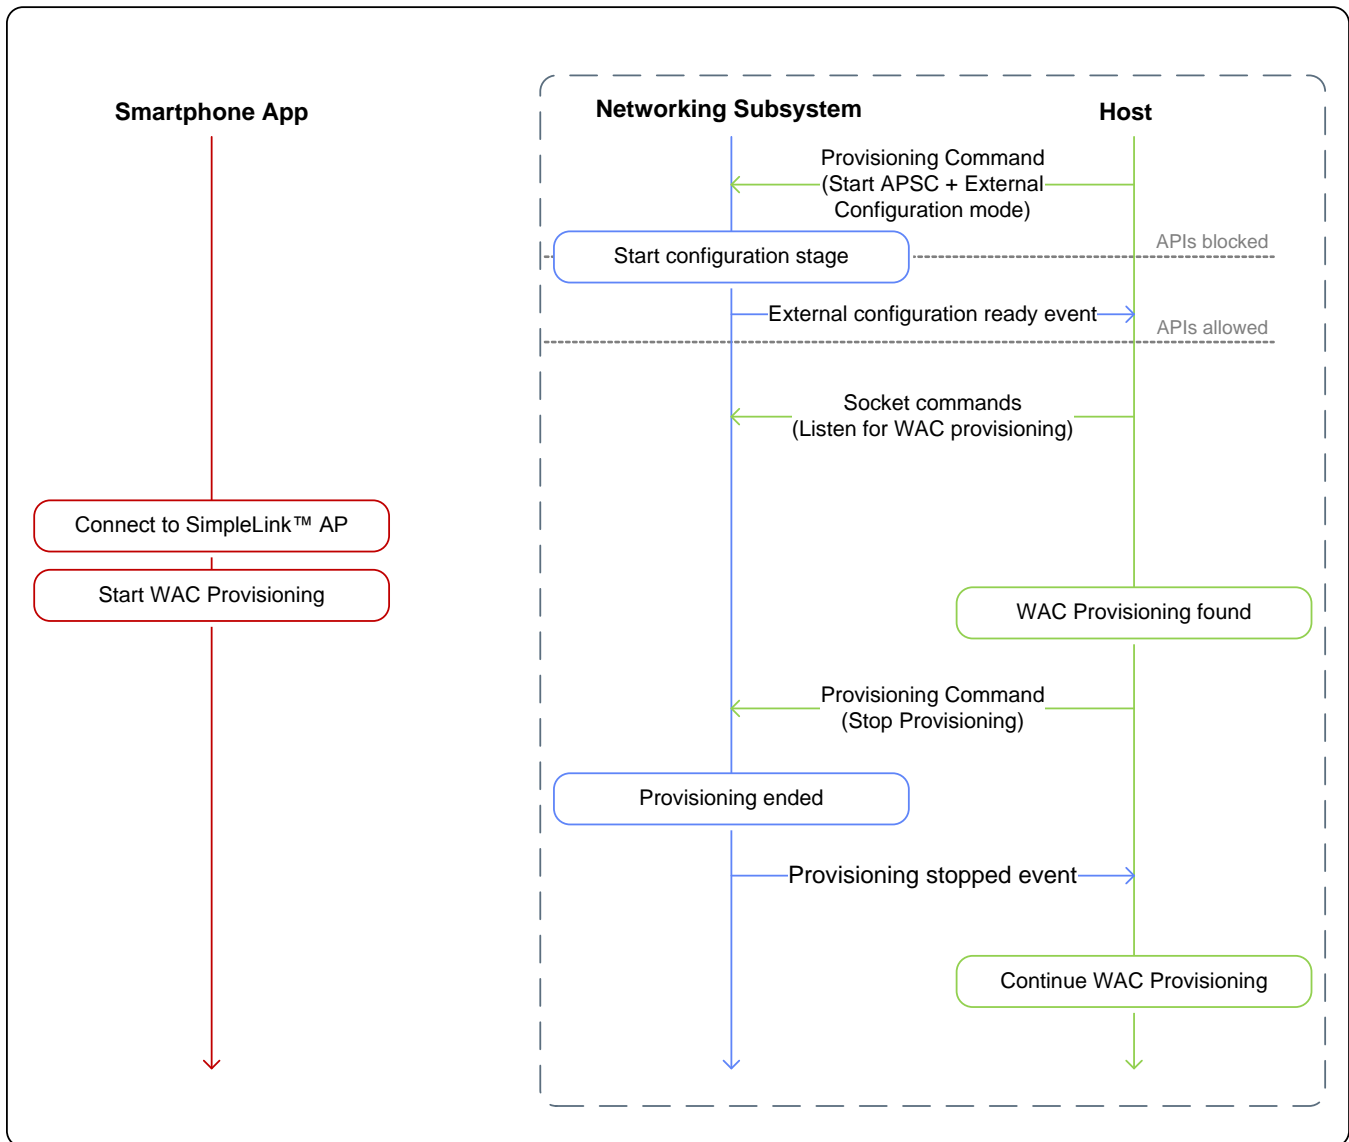 Smartphone App
Networking Subsystem
Host
Provisioning Command
(Start APSC + External
Configuration mode)
APIs blocked
Start configuration stage
External configuration ready event
APIs allowed
Socket commands
(Listen for WAC provisioning)
Connect to SimpleLink™ AP
Start WAC Provisioning
WAC Provisioning found
Provisioning Command
(Stop Provisioning)
Provisioning ended
Provisioning stopped event
Continue WAC Provisioning